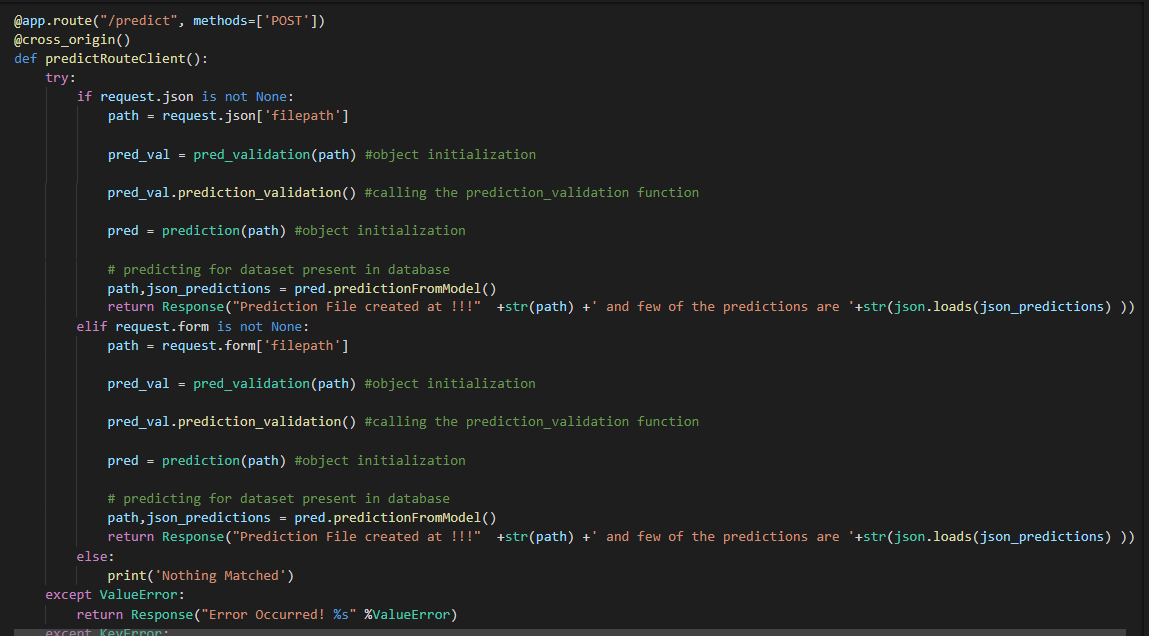 @app.route("/predict", methods=['POST'])
@cross_origin()
def predictRouteClient():
    try:
        if request.json is not None:
            path = request.json['filepath']

            pred_val = pred_validation(path) #object initialization

            pred_val.prediction_validation() #calling the prediction_validation function

            pred = prediction(path) #object initialization

            # predicting for dataset present in database
            path,json_predictions = pred.predictionFromModel()
            return Response("Prediction File created at !!!"  +str(path) +' and few of the predictions are '+str(json.loads(json_predictions) ))
        elif request.form is not None:
            path = request.form['filepath']

            pred_val = pred_validation(path) #object initialization

            pred_val.prediction_validation() #calling the prediction_validation function

            pred = prediction(path) #object initialization

            # predicting for dataset present in database
            path,json_predictions = pred.predictionFromModel()
            return Response("Prediction File created at !!!"  +str(path) +' and few of the predictions are '+str(json.loads(json_predictions) ))
        else:
            print('Nothing Matched')
    except ValueError:
        return Response("Error Occurred! %s" %ValueError)
    except KeyError: